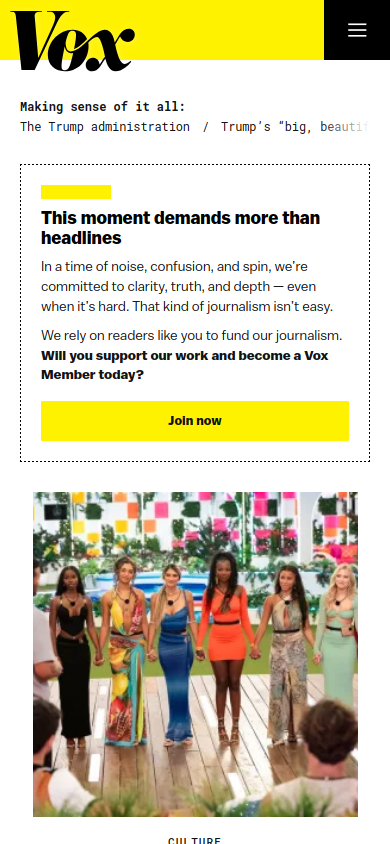 Vox
Making sense of it all:
The Trump administration / Trump’s “big, beautif
This moment demands more than
headlines
In a time of noise, confusion, and spin, we’re
committed to clarity, truth, and depth — even
when it’s hard. That kind of journalism isn’t easy.
We rely on readers like you to fund our journalism.
Will you support our work and become a Vox
Member today?
Join now
CULTURE